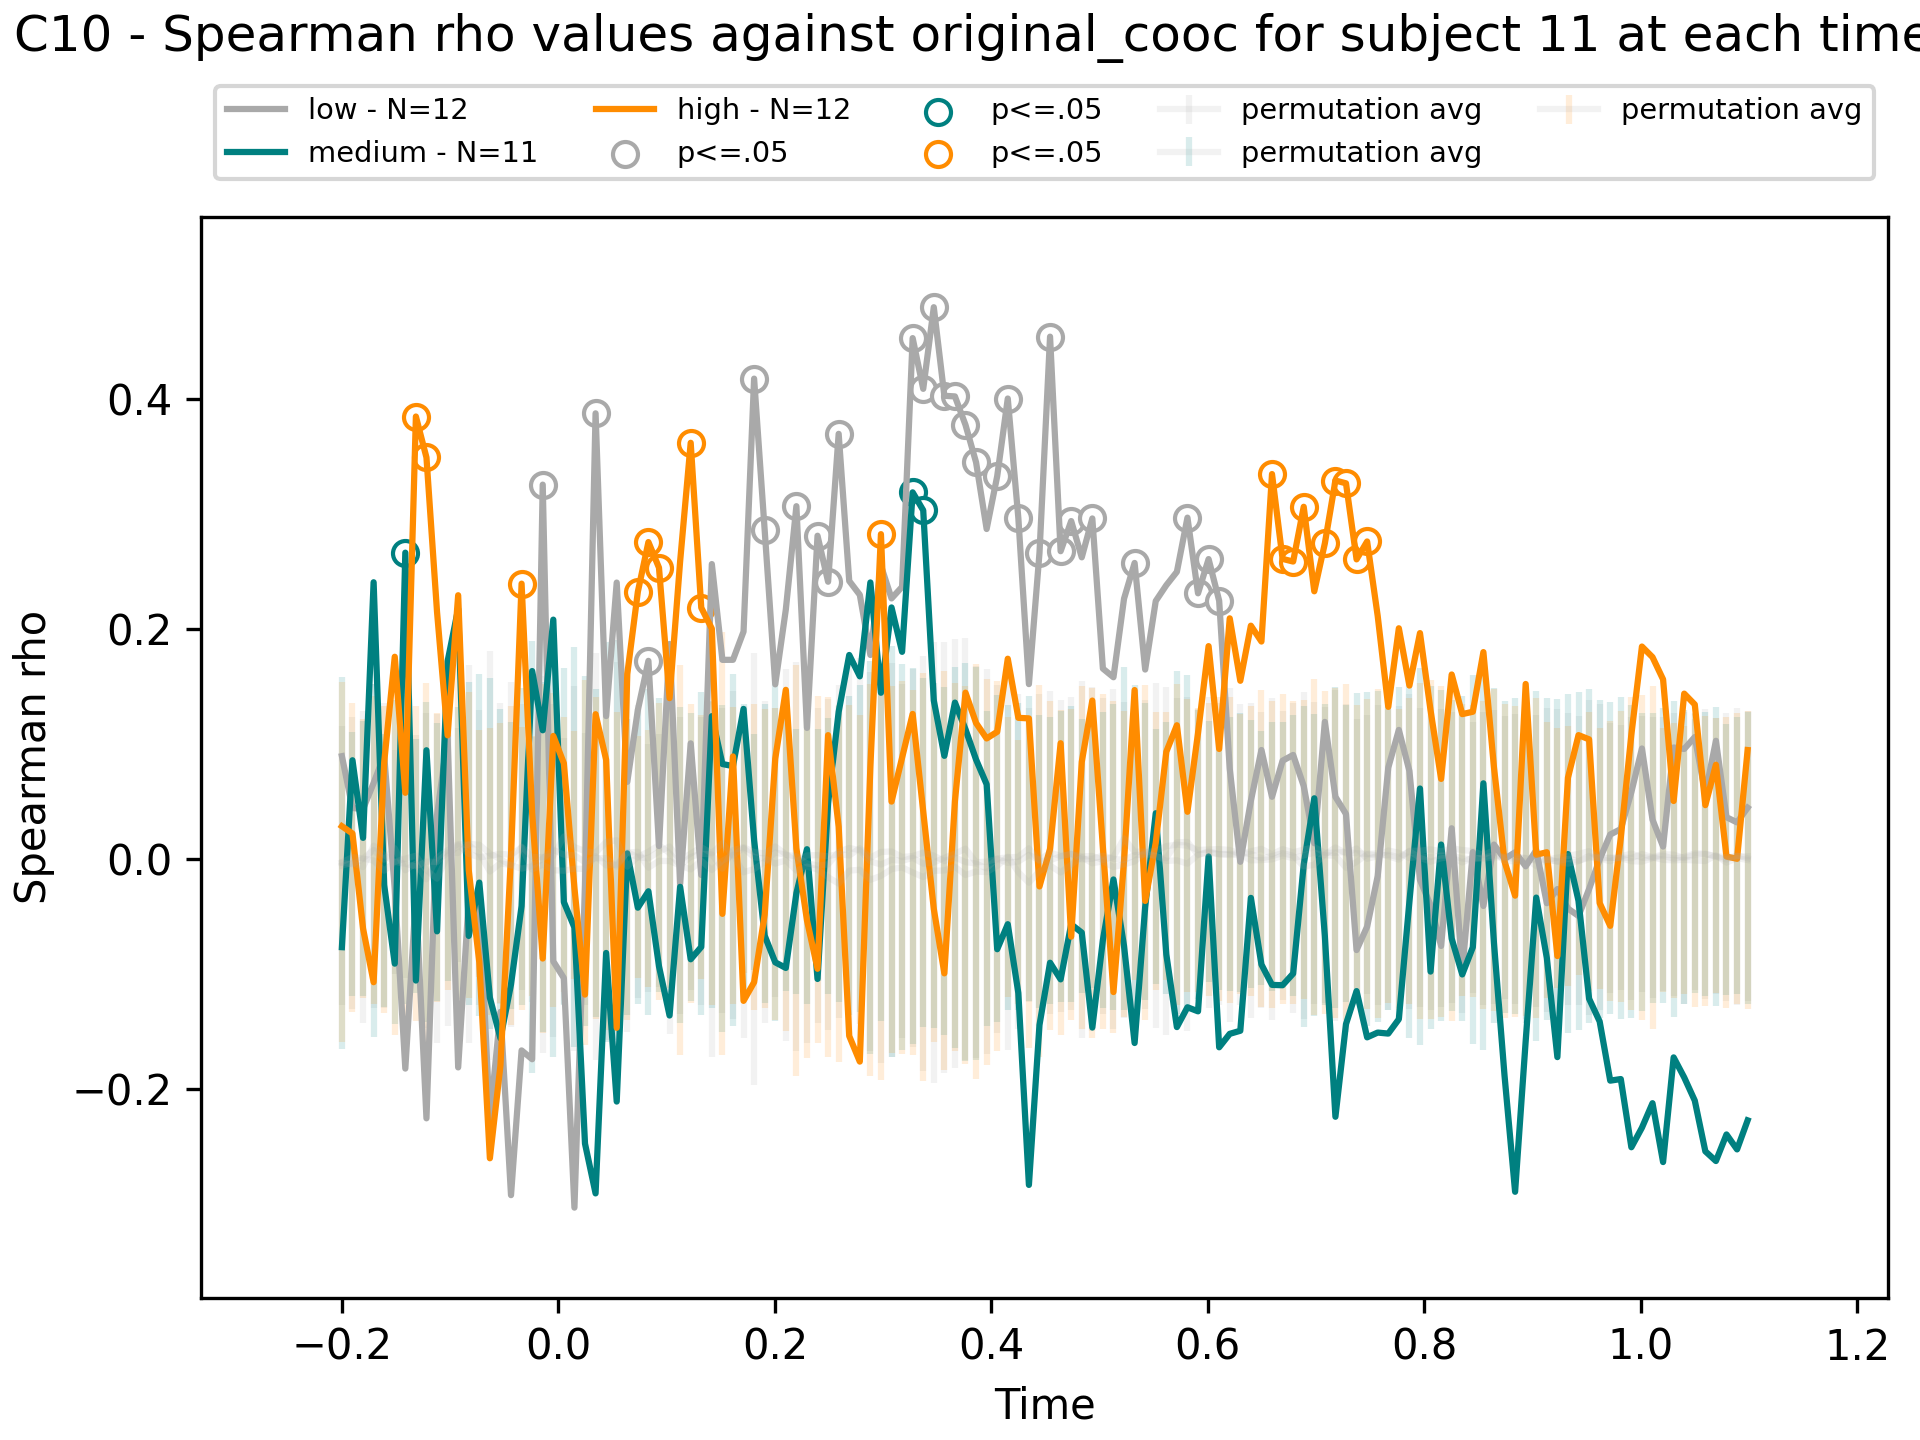 C10 - Spearman rho values against original_cooc for subject 11 at each time
low - N=12
medium - N=11
high - N=12
p<=.05
p<=.05
p<=.05
permutation avg
permutation avg
permutation avg
Spearman rho
0.4
0.2
0.0
−0.2
−0.2
0.0
0.2
0.4
0.6
0.8
1.0
1.2
Time